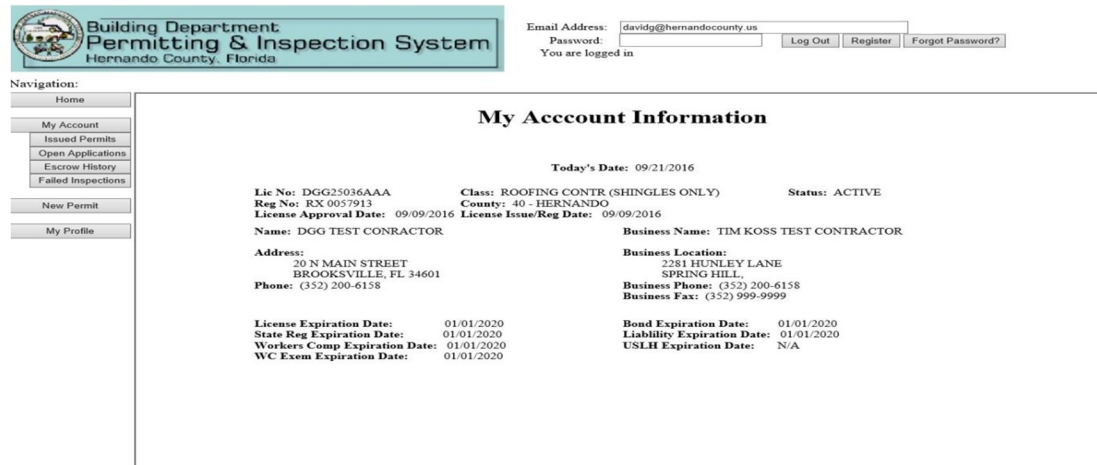 Building Department
Permitting & Inspection System
Hernando County, Florida
Email Address: davidg@hernandocounty.us
Password: Log Out Register Forgot Password?
You are logged in
Navigation:
Home
My Account
Issued Permits
Open Applications
Escrow History
Failed Inspections
New Permit
My Profile
My Acccount Information
Today's Date: 09/21/2016
Lic No: DGG25036AAA Class: ROOFING CONTR (SHINGLES ONLY) Status: ACTIVE
Reg No: RX 0057913 County: 40 - HERNANDO
License Approval Date: 09/09/2016 License Issue/Reg Date: 09/09/2016
Name: DGG TEST CONRACTOR Business Name: TIM KOSS TEST CONTRACTOR
Address: Business Location:
20 N MAIN STREET 2281 HUNLEY LANE
BROOKSVILLE, FL 34601 SPRING HILL,
Phone: (352) 200-6158 Business Phone: (352) 200-6158
Business Fax: (352) 999-9999
License Expiration Date: 01/01/2020 Bond Expiration Date: 01/01/2020
State Reg Expiration Date: 01/01/2020 Liablility Expiration Date: 01/01/2020
Workers Comp Expiration Date: 01/01/2020 USLH Expiration Date: N/A
WC Exem Expiration Date: 01/01/2020